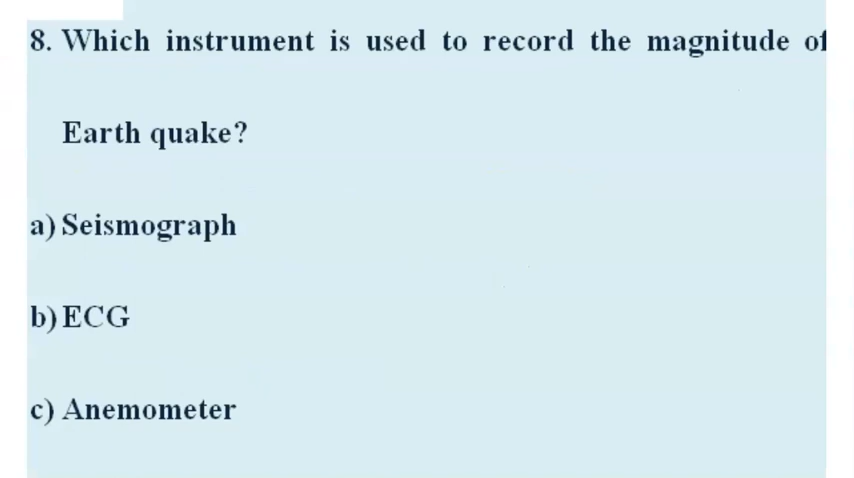 8. Which instrument is used to record the magnitude of
Earth quake?
a) Seismograph
b) ECG
c) Anemometer